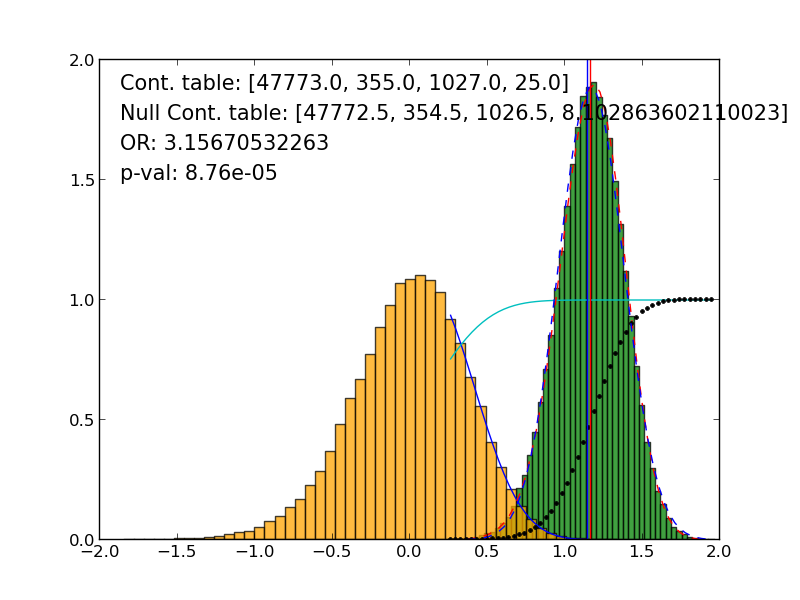 Cont. table: [47773.0, 355.0, 1027.0, 25.0]
Null Cont. table: [47772.5, 354.5, 1026.5, 8.1028636021100​23]
OR: 3.15670532263
p-val: 8.76e-05
2.0
1.5
1.0
0.5
0.0
−2.0 −1.5 −1.0 −0.5 0.0 0.5 1.0 1.5 2.0